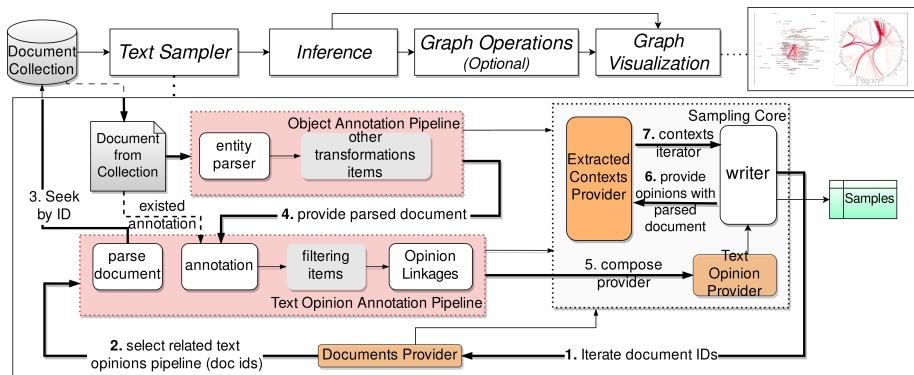 Document
Collection
Text Sampler
Inference
Graph Operations
(Optional)
Graph
Visualization
Document
from
Collection
Object Annotation Pipeline
entity
parser
other
transformations
items
Sampling Core
Extracted
Contexts
Provider
7. contexts
iterator
6. provide
opinions with
parsed
document
writer
Samples
3. Seek
by ID
existed
annotation
4. provide parsed document
parse
document
annotation
filtering
items
Opinion
Linkages
Text Opinion Annotation Pipeline
5. compose
provider
Text
Opinion
Provider
2. select related text
opinions pipeline (doc ids)
Documents Provider
1. Iterate document IDs